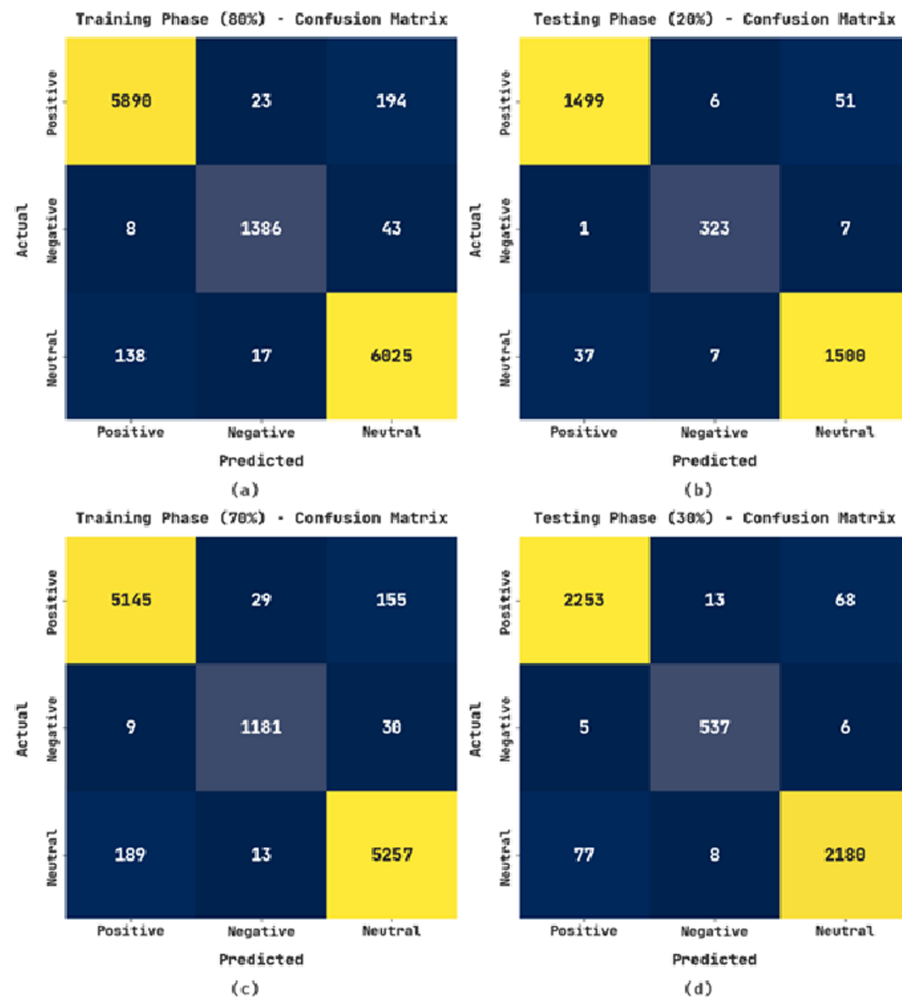 Training Phase (80%) - Confusion Matrix
Positive 5890 23 194
Actual
Negative 8 1386 43
Neutral 138 17 6025
Positive Negative Neutral
Predicted
(a)
Testing Phase (20%) - Confusion Matrix
Positive 1499 6 51
Actual
Negative 1 323 7
Neutral 37 7 1500
Positive Negative Neutral
Predicted
(b)
Training Phase (70%) - Confusion Matrix
Positive 5145 29 155
Actual
Negative 9 1181 30
Neutral 189 13 5257
Positive Negative Neutral
Predicted
(c)
Testing Phase (30%) - Confusion Matrix
Positive 2253 13 68
Actual
Negative 5 537 6
Neutral 77 8 2180
Positive Negative Neutral
Predicted
(d)